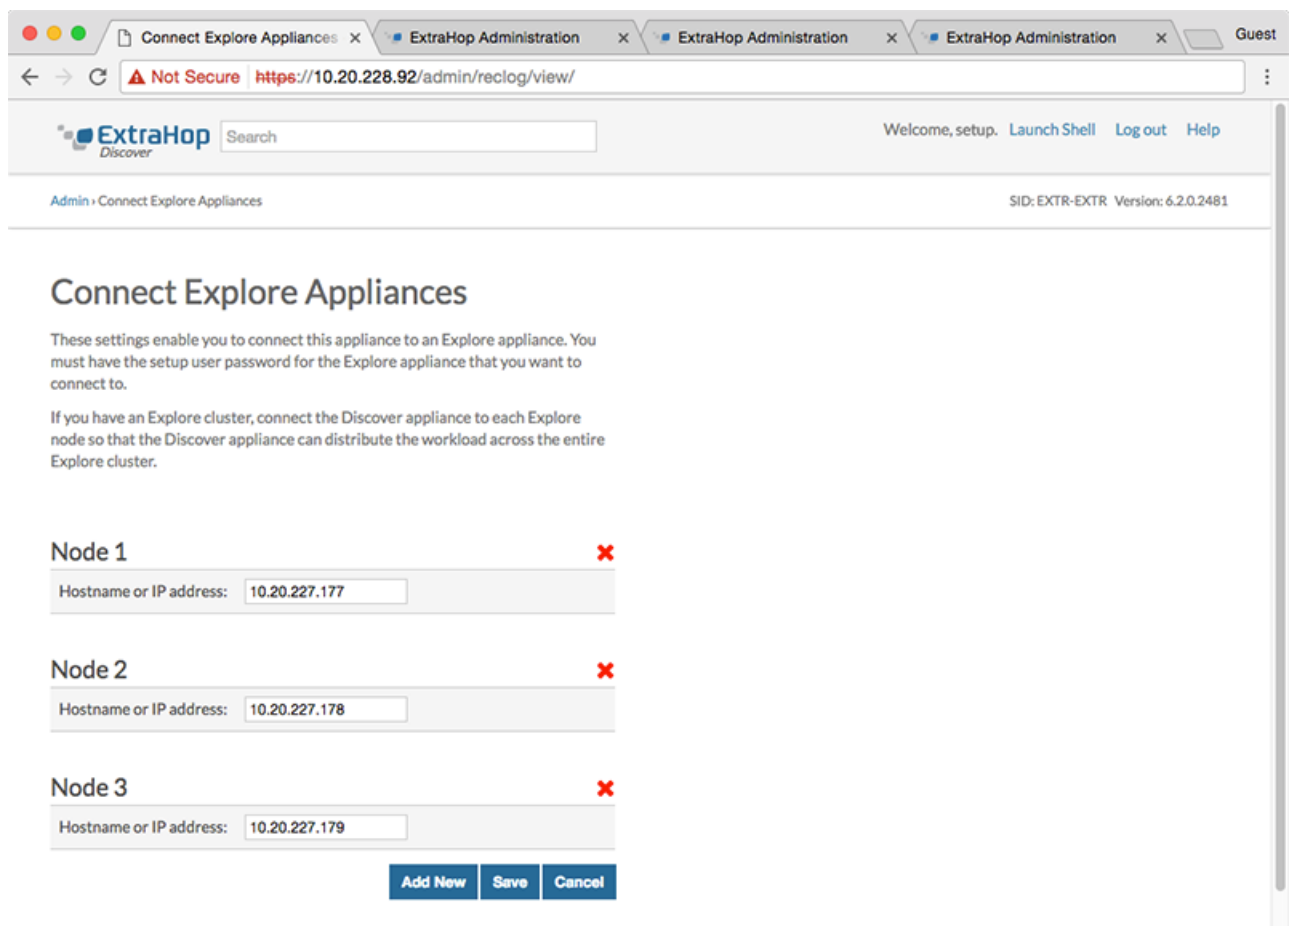 Connect Explore Appliances × ExtraHop Administration × ExtraHop Administration × ExtraHop Administration × Guest
Not Secure https://10.20.228.92/admin/reclog/view/
ExtraHop Discover Search Welcome, setup. Launch Shell Log out Help
Admin › Connect Explore Appliances SID: EXTR-EXTR Version: 6.2.0.2481
Connect Explore Appliances
These settings enable you to connect this appliance to an Explore appliance. You
must have the setup user password for the Explore appliance that you want to
connect to.
If you have an Explore cluster, connect the Discover appliance to each Explore
node so that the Discover appliance can distribute the workload across the entire
Explore cluster.
Node 1
Hostname or IP address: 10.20.227.177
Node 2
Hostname or IP address: 10.20.227.178
Node 3
Hostname or IP address: 10.20.227.179
Add New Save Cancel